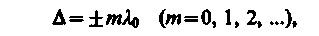 Δ = ± mλ₀ (m = 0, 1, 2, ...),